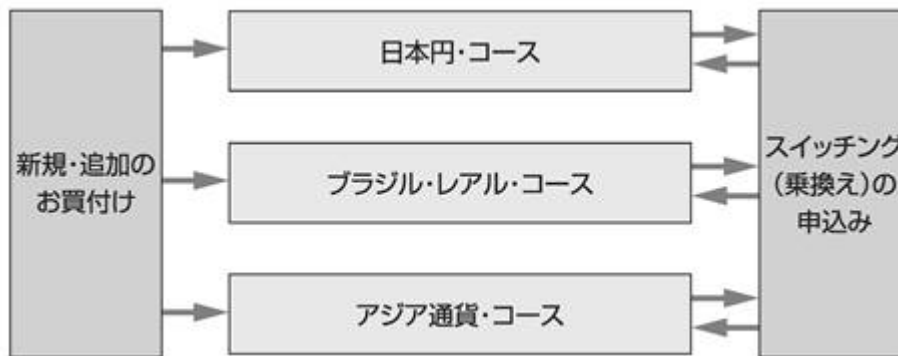 新規・追加の
お買付け
日本円・コース
ブラジル・レアル・コース
アジア通貨・コース
スイッチング
(乗換え)の
申込み